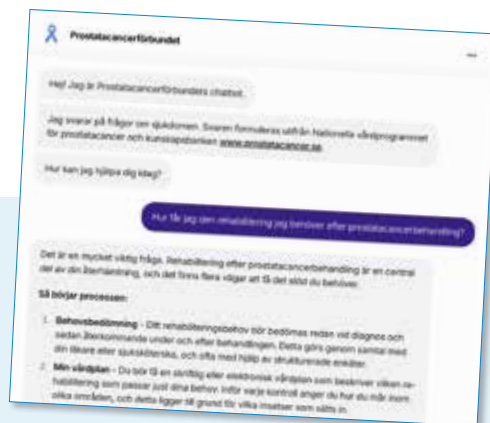 Prostatacancerförbundet
Hej! Jag är Prostatacancerförbundets chattbot.
Jag svarar på frågor om sjukdomen. Svaren formuleras utifrån Nationella vårdprogrammet
för prostatacancer och kunskapsbanken www.prostatacancer.se.
Hur kan jag hjälpa dig idag?
Hur får jag den rehabilitering jag behöver efter prostatacancerbehandling?
Det är en mycket viktig fråga. Rehabilitering efter prostatacancerbehandling är en central
del av din återhämtning, och det finns flera vägar att få det stöd du behöver.
Så börjar processen:
1. Behovsbedömning - Ditt rehabiliteringsbehov bör bedömas redan vid diagnos och
sedan återkommande under och efter behandlingen. Detta görs genom samtal med
din läkare eller sjuksköterska, och ofta med hjälp av strukturerade enkäter.
2. Min vårdplan - Du bör få en skriftlig eller elektronisk vårdplan som beskriver vilken re-
habilitering som passar just dina behov. Inför varje kontroll anger du hur du mår inom
olika områden, och detta ligger till grund för vilka insatser som sätts in.